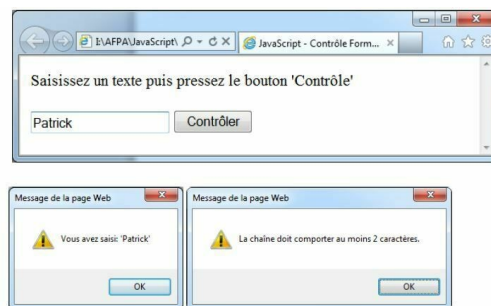 E:\AFPA\JavaScript\
JavaScript - Contrôle Form...
Saisissez un texte puis pressez le bouton 'Contrôle'
Patrick
Contrôler
Message de la page Web
Vous avez saisi: 'Patrick'
OK
Message de la page Web
La chaîne doit comporter au moins 2 caractères.
OK